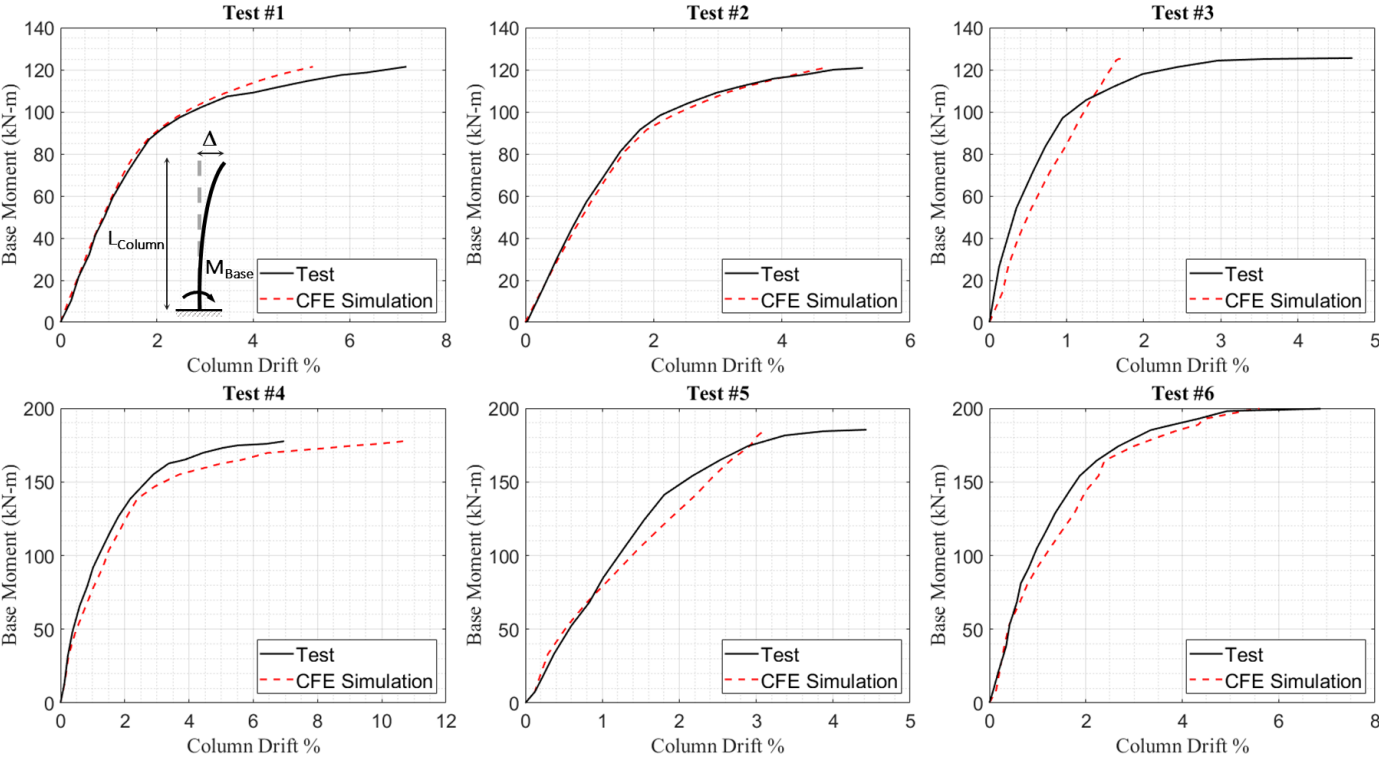 Test #1
140
120
100
80
60
40
20
0
Base Moment (kN-m)
Δ
L Column
M Base
Test
CFE Simulation
0 2 4 6 8
Column Drift %
Test #2
140
120
100
80
60
40
20
0
Base Moment (kN-m)
Test
CFE Simulation
0 2 4 6
Column Drift %
Test #3
140
120
100
80
60
40
20
0
Base Moment (kN-m)
Test
CFE Simulation
0 1 2 3 4 5
Column Drift %
Test #4
200
150
100
50
0
Base Moment (kN-m)
Test
CFE Simulation
0 2 4 6 8 10 12
Column Drift %
Test #5
200
150
100
50
0
Base Moment (kN-m)
Test
CFE Simulation
0 1 2 3 4 5
Column Drift %
Test #6
200
150
100
50
0
Base Moment (kN-m)
Test
CFE Simulation
0 2 4 6 8
Column Drift %